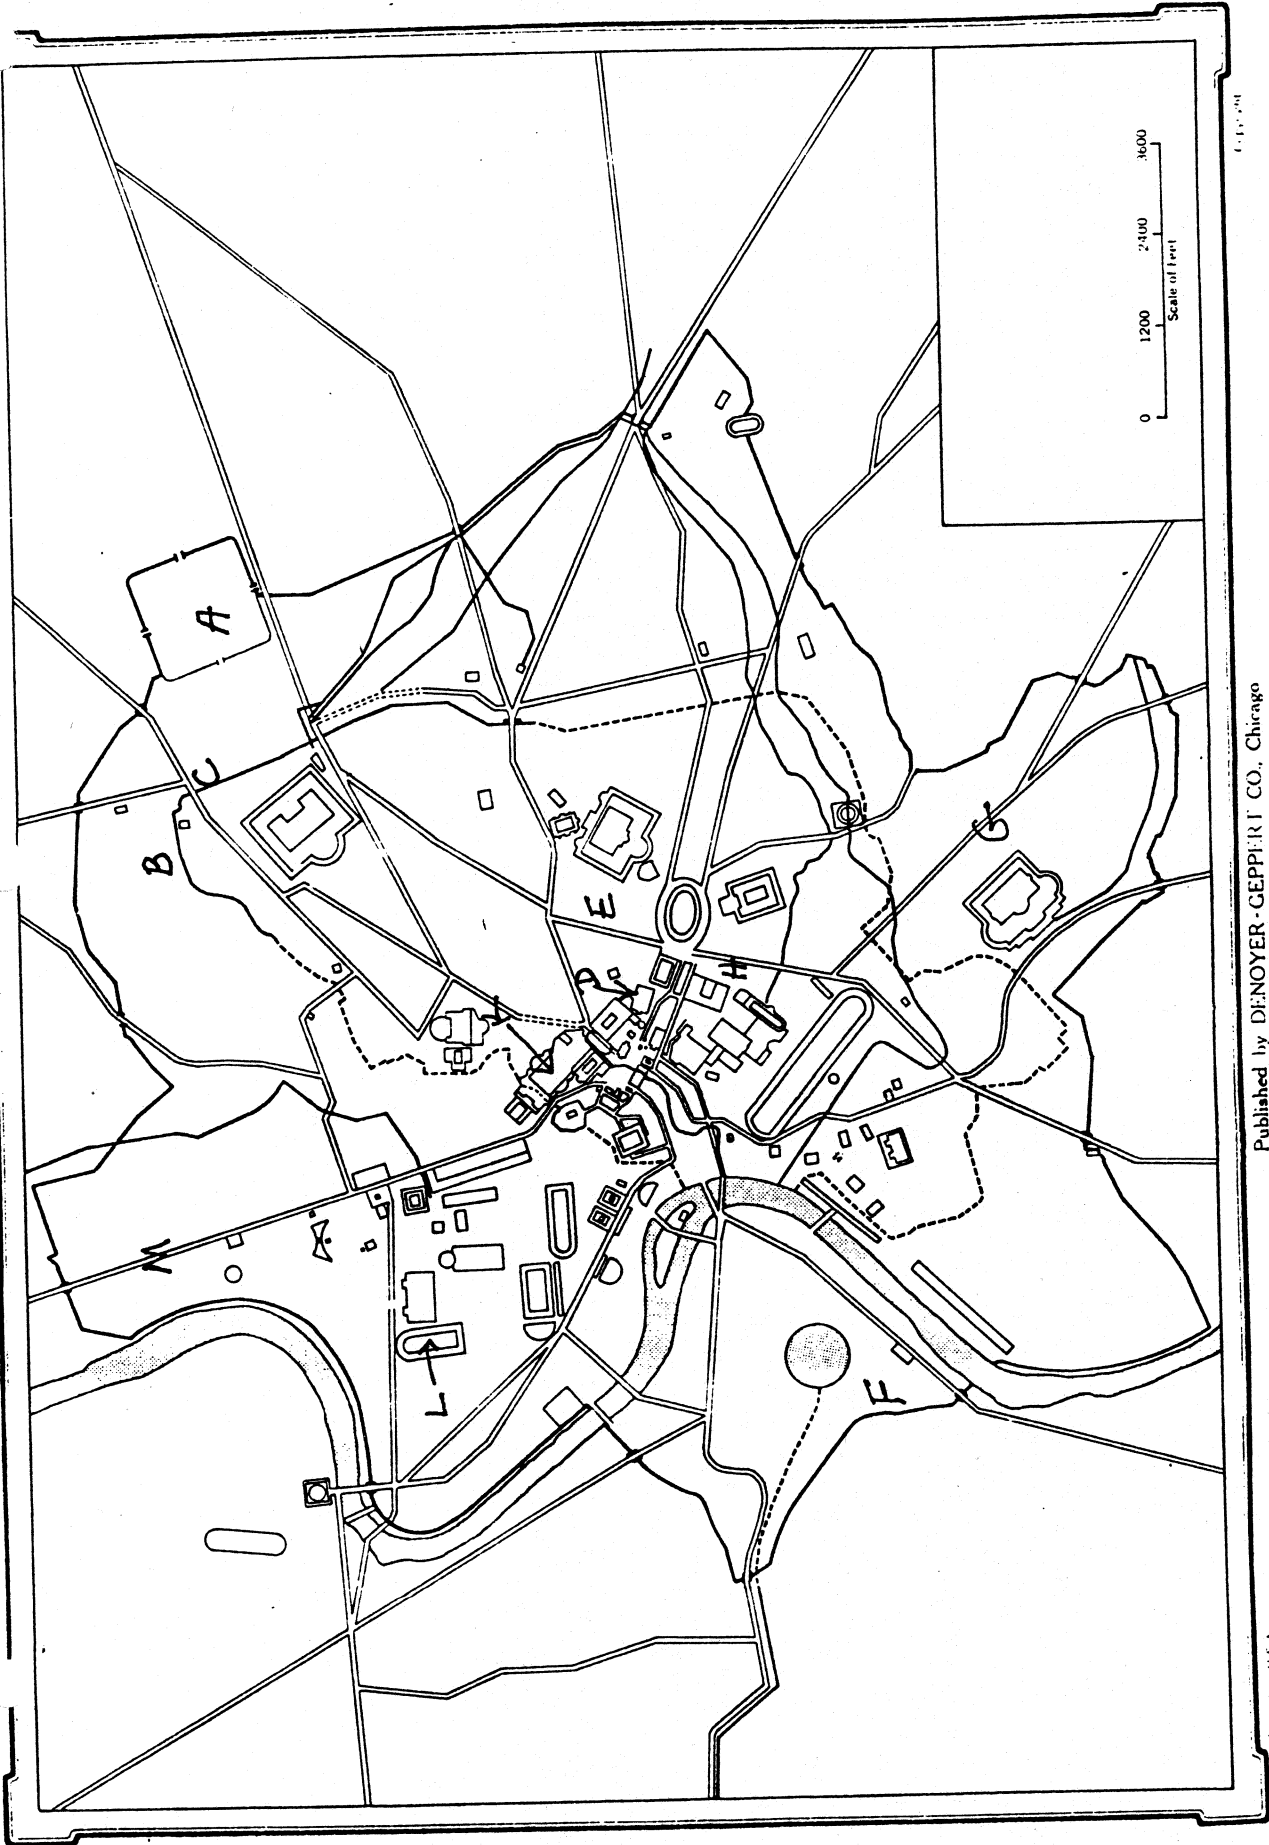 A
B
C
D
E
H
L
M
F
0 1200 2400 3600
Scale of Feet
Published by DENOYER-GEPPERT CO., Chicago